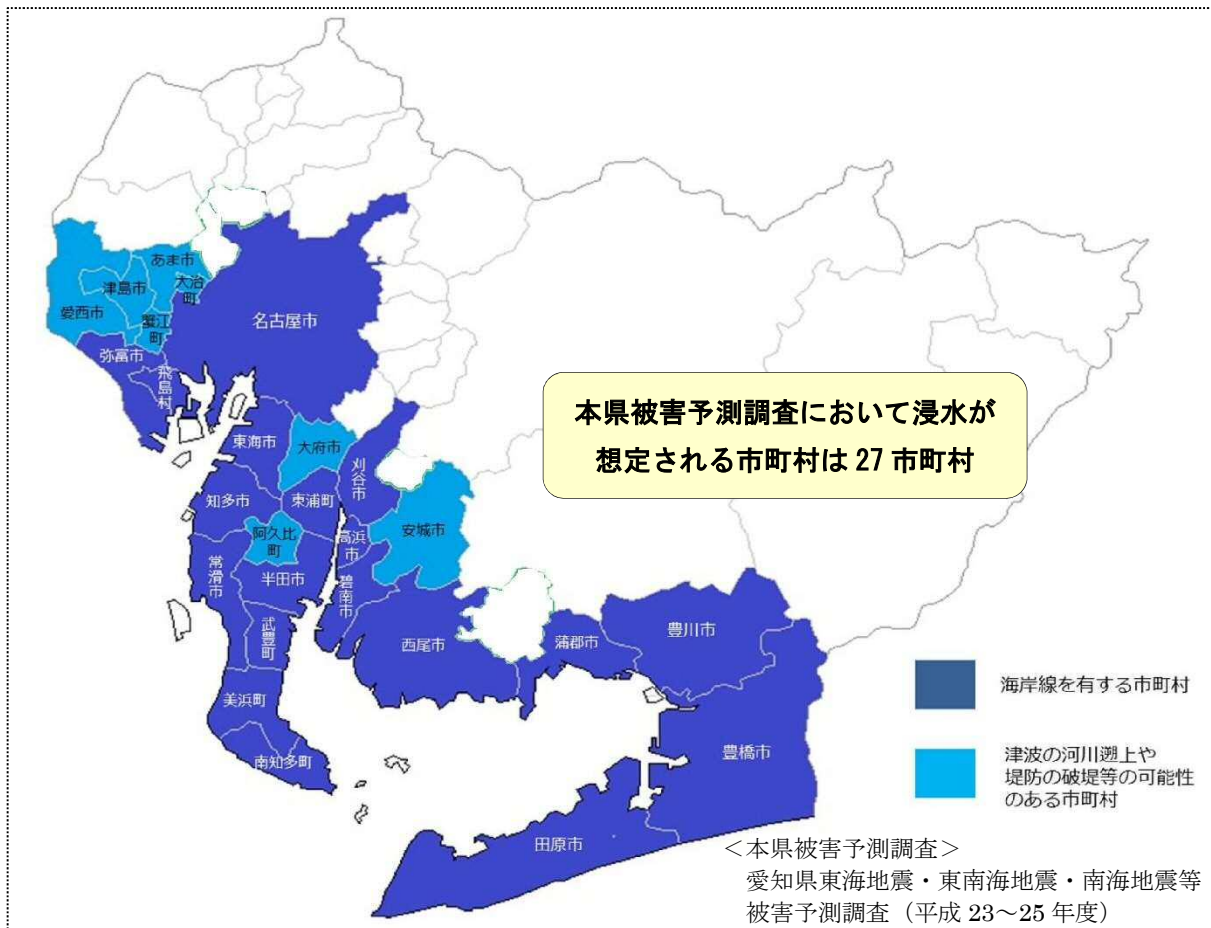 あま市
大治
町
津島市
愛西市
蟹江
町
弥富市
飛島村
名古屋市
本県被害予測調査において浸水が
想定される市町村は 27 市町村
東海市
大府市
刈谷市
知多市
東浦町
阿久比
町
高浜市
安城市
常滑市
半田市
碧南市
武豊町
西尾市
蒲郡市
豊川市
美浜町
南知多町
豊橋市
田原市
海岸線を有する市町村
津波の河川遡上や
堤防の破堤等の可能性
のある市町村
＜本県被害予測調査＞
愛知県東海地震・東南海地震・南海地震等
被害予測調査（平成 23～25 年度）